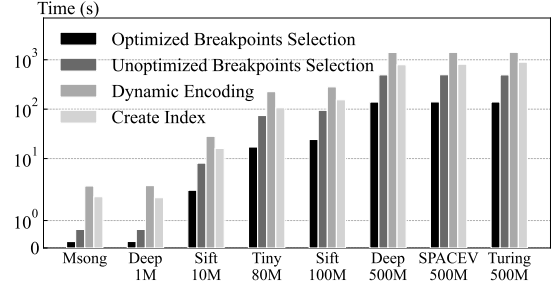 Time (s)
Optimized Breakpoints Selection
Unoptimized Breakpoints Selection
Dynamic Encoding
Create Index
10³
10²
10¹
10⁰
0
Msong Deep 1M Sift 10M Tiny 80M Sift 100M Deep 500M SPACEV 500M Turing 500M